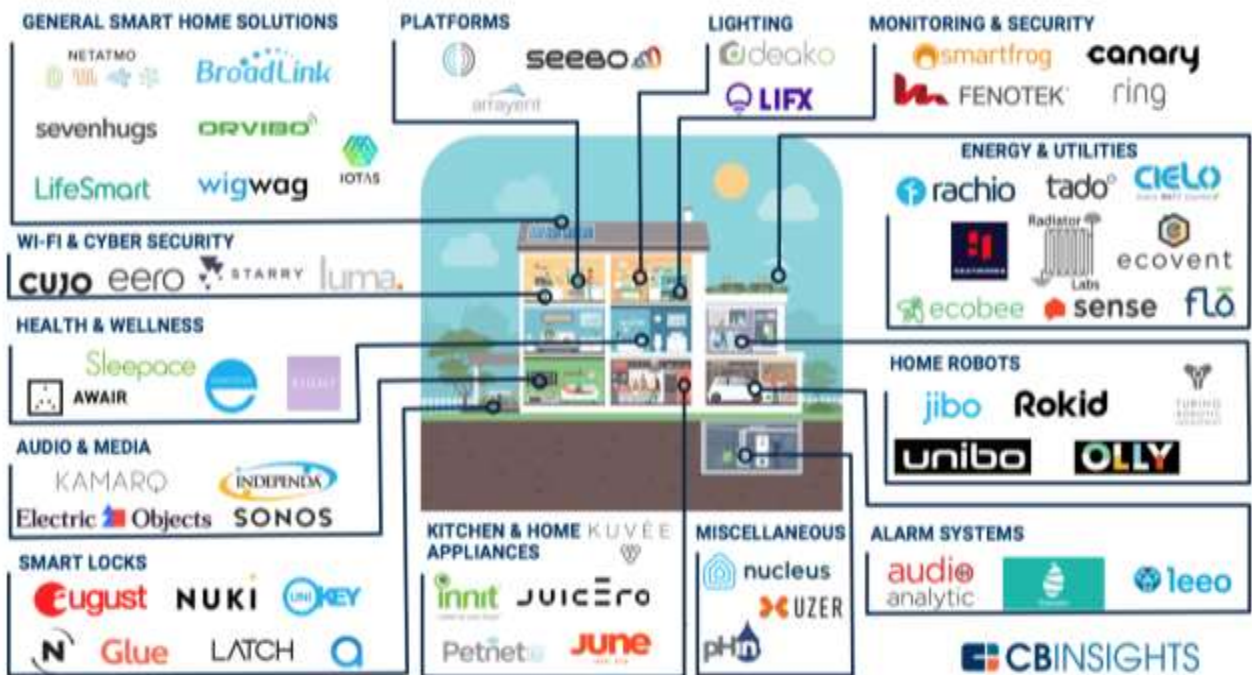 GENERAL SMART HOME SOLUTIONS
NETATMO
BroadLink
sevenhugs
ORVIBO
IOTAS
LifeSmart
wigwag
PLATFORMS
seebo
arrayent
LIGHTING
deako
LIFX
MONITORING & SECURITY
smartfrog
canary
FENOTEK
ring
ENERGY & UTILITIES
rachio
tado°
CIELO
Radiator
Labs
ecovent
ecobee
sense
flō
WI-FI & CYBER SECURITY
CUJO
eero
STARRY
luma.
HEALTH & WELLNESS
Sleepace
AWAIR
HOME ROBOTS
jibo
Rokid
unibo
OLLY
AUDIO & MEDIA
KAMARQ
INDEPENDA
Electric Objects
SONOS
SMART LOCKS
August
NUKI
UNIKEY
N
Glue
LATCH
KITCHEN & HOME
APPLIANCES
KUVÉE
innit
JUICEro
Petnet
JUNE
MISCELLANEOUS
nucleus
UZER
pH
ALARM SYSTEMS
audio
analytic
leeo
CBINSIGHTS